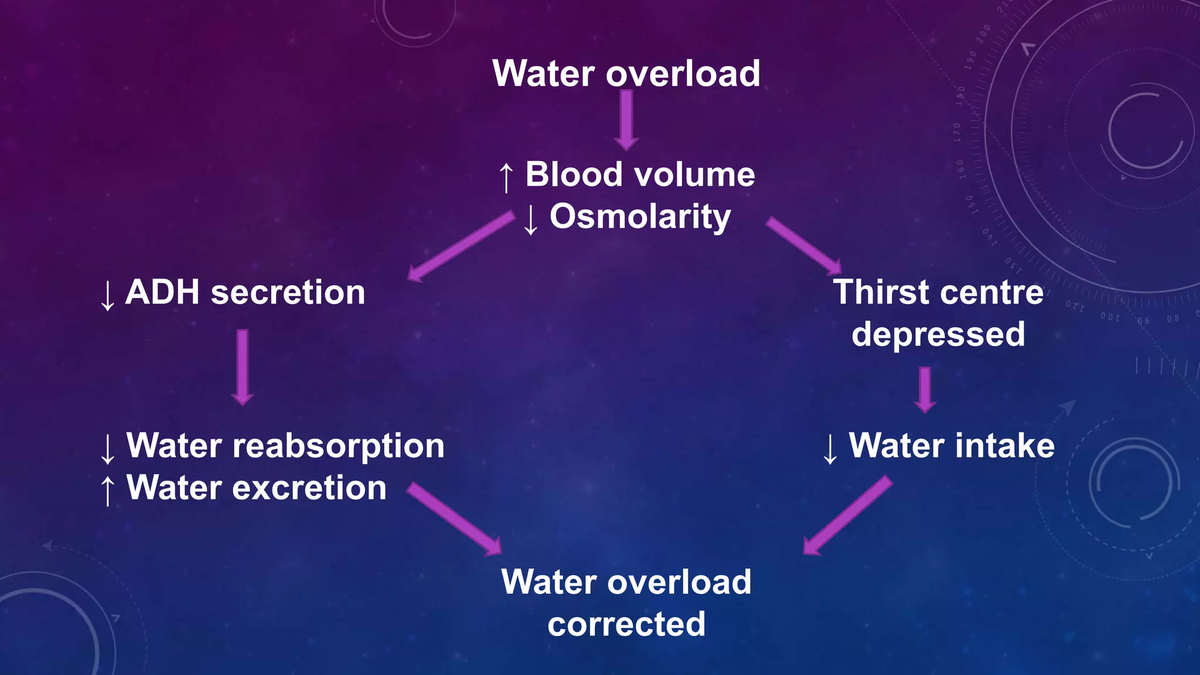 Water overload
↑ Blood volume
↓ Osmolarity
↓ ADH secretion
Thirst centre
depressed
↓ Water reabsorption
↑ Water excretion
↓ Water intake
Water overload
corrected